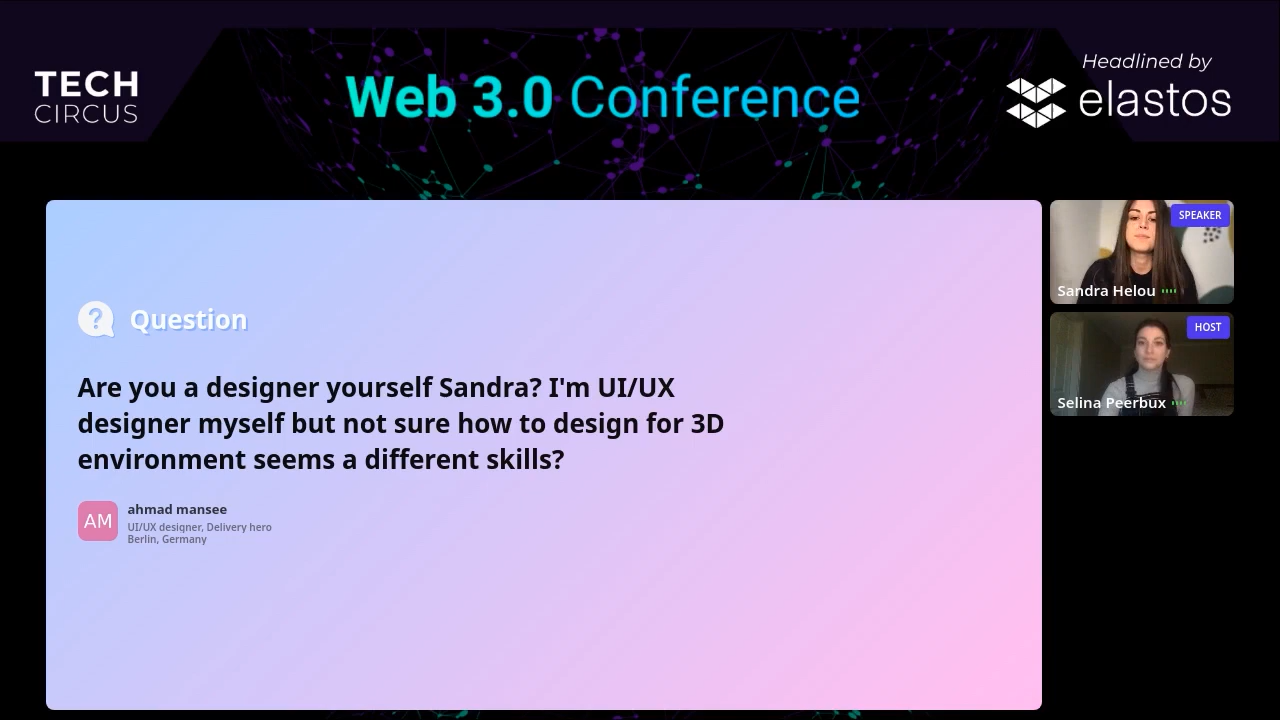 TECH
CIRCUS
Web 3.0 Conference
Headlined by
elastos
SPEAKER
Sandra Helou
HOST
Selina Peerbux
Question
Are you a designer yourself Sandra? I'm UI/UX
designer myself but not sure how to design for 3D
environment seems a different skills?
AM
ahmad mansee
UI/UX designer, Delivery hero
Berlin, Germany